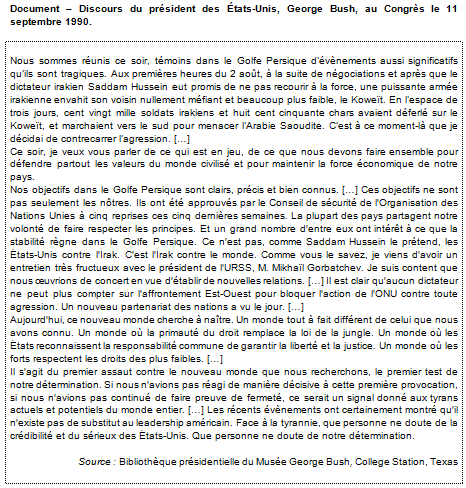 Document – Discours du président des États-Unis, George Bush, au Congrès le 11
septembre 1990.
Nous sommes réunis ce soir, témoins dans le Golfe Persique d'évènements aussi significatifs
qu'ils sont tragiques. Aux premières heures du 2 août, à la suite de négociations et après que le
dictateur irakien Saddam Hussein eut promis de ne pas recourir à la force, une puissante armée
irakienne envahit son voisin nullement méfiant et beaucoup plus faible, le Koweït. En l'espace de
trois jours, cent vingt mille soldats irakiens et huit cent cinquante chars avaient déferlé sur le
Koweït, et marchaient vers le sud pour menacer l'Arabie Saoudite. C'est à ce moment-là que je
décidai de contrecarrer l'agression. […]
Ce soir, je veux vous parler de ce qui est en jeu, de ce que nous devons faire ensemble pour
défendre partout les valeurs du monde civilisé et pour maintenir la force économique de notre
pays.
Nos objectifs dans le Golfe Persique sont clairs, précis et bien connus. […] Ces objectifs ne sont
pas seulement les nôtres. Ils ont été approuvés par le Conseil de sécurité de l'Organisation des
Nations Unies à cinq reprises ces cinq dernières semaines. La plupart des pays partagent notre
volonté de faire respecter les principes. Et un grand nombre d'entre eux ont intérêt à ce que la
stabilité règne dans le Golfe Persique. Ce n'est pas, comme Saddam Hussein le prétend, les
États-Unis contre l'Irak. C'est l'Irak contre le monde. Comme vous le savez, je viens d'avoir un
entretien très fructueux avec le président de l'URSS, M. Mikhaïl Gorbatchev. Je suis content que
nous œuvrions de concert en vue d'établir de nouvelles relations. […] Il est clair qu'aucun dictateur
ne peut plus compter sur l'affrontement Est-Ouest pour bloquer l'action de l'ONU contre toute
agression. Un nouveau partenariat des nations a vu le jour. […]
Aujourd'hui, ce nouveau monde cherche à naître. Un monde tout à fait différent de celui que nous
avons connu. Un monde où la primauté du droit remplace la loi de la jungle. Un monde où les
États reconnaissent la responsabilité commune de garantir la liberté et la justice. Un monde où les
forts respectent les droits des plus faibles. […]
Il s'agit du premier assaut contre le nouveau monde que nous recherchons, le premier test de
notre détermination. Si nous n'avions pas réagi de manière décisive à cette première provocation,
si nous n'avions pas continué de faire preuve de fermeté, ce serait un signal donné aux tyrans
actuels et potentiels du monde entier. […] Les récents évènements ont certainement montré qu'il
n'existe pas de substitut au leadership américain. Face à la tyrannie, que personne ne doute de la
crédibilité et du sérieux des États-Unis. Que personne ne doute de notre détermination.
Source : Bibliothèque présidentielle du Musée George Bush, College Station, Texas